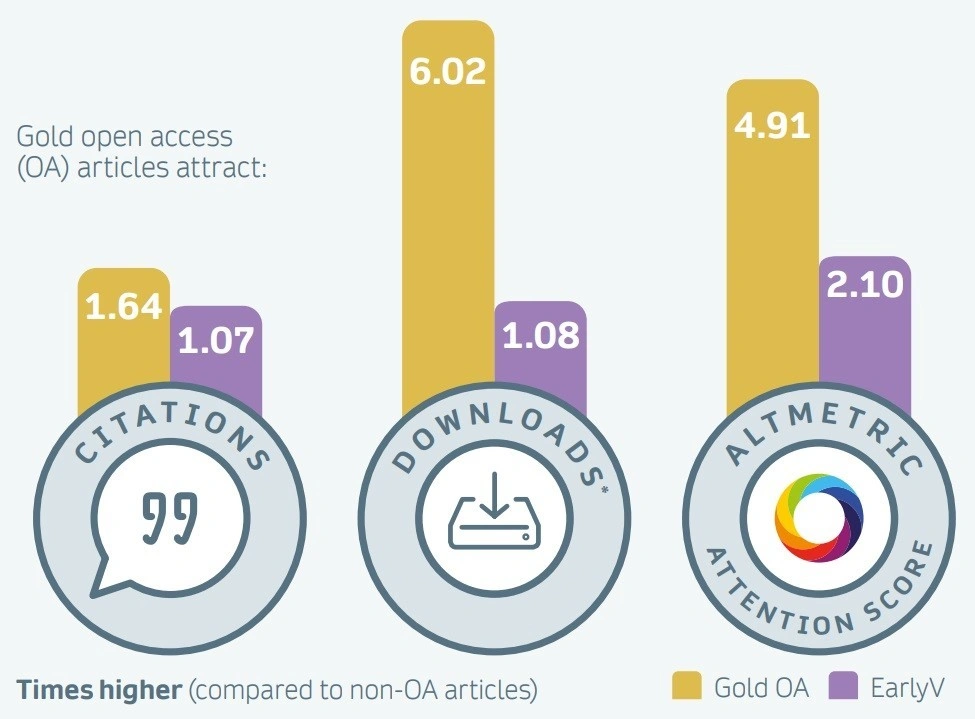 Gold open access
(OA) articles attract:
1.64
1.07
CITATIONS
6.02
1.08
DOWNLOADS*
4.91
2.10
ALTMETRIC
ATTENTION SCORE
Times higher (compared to non-OA articles)
Gold OA
EarlyV